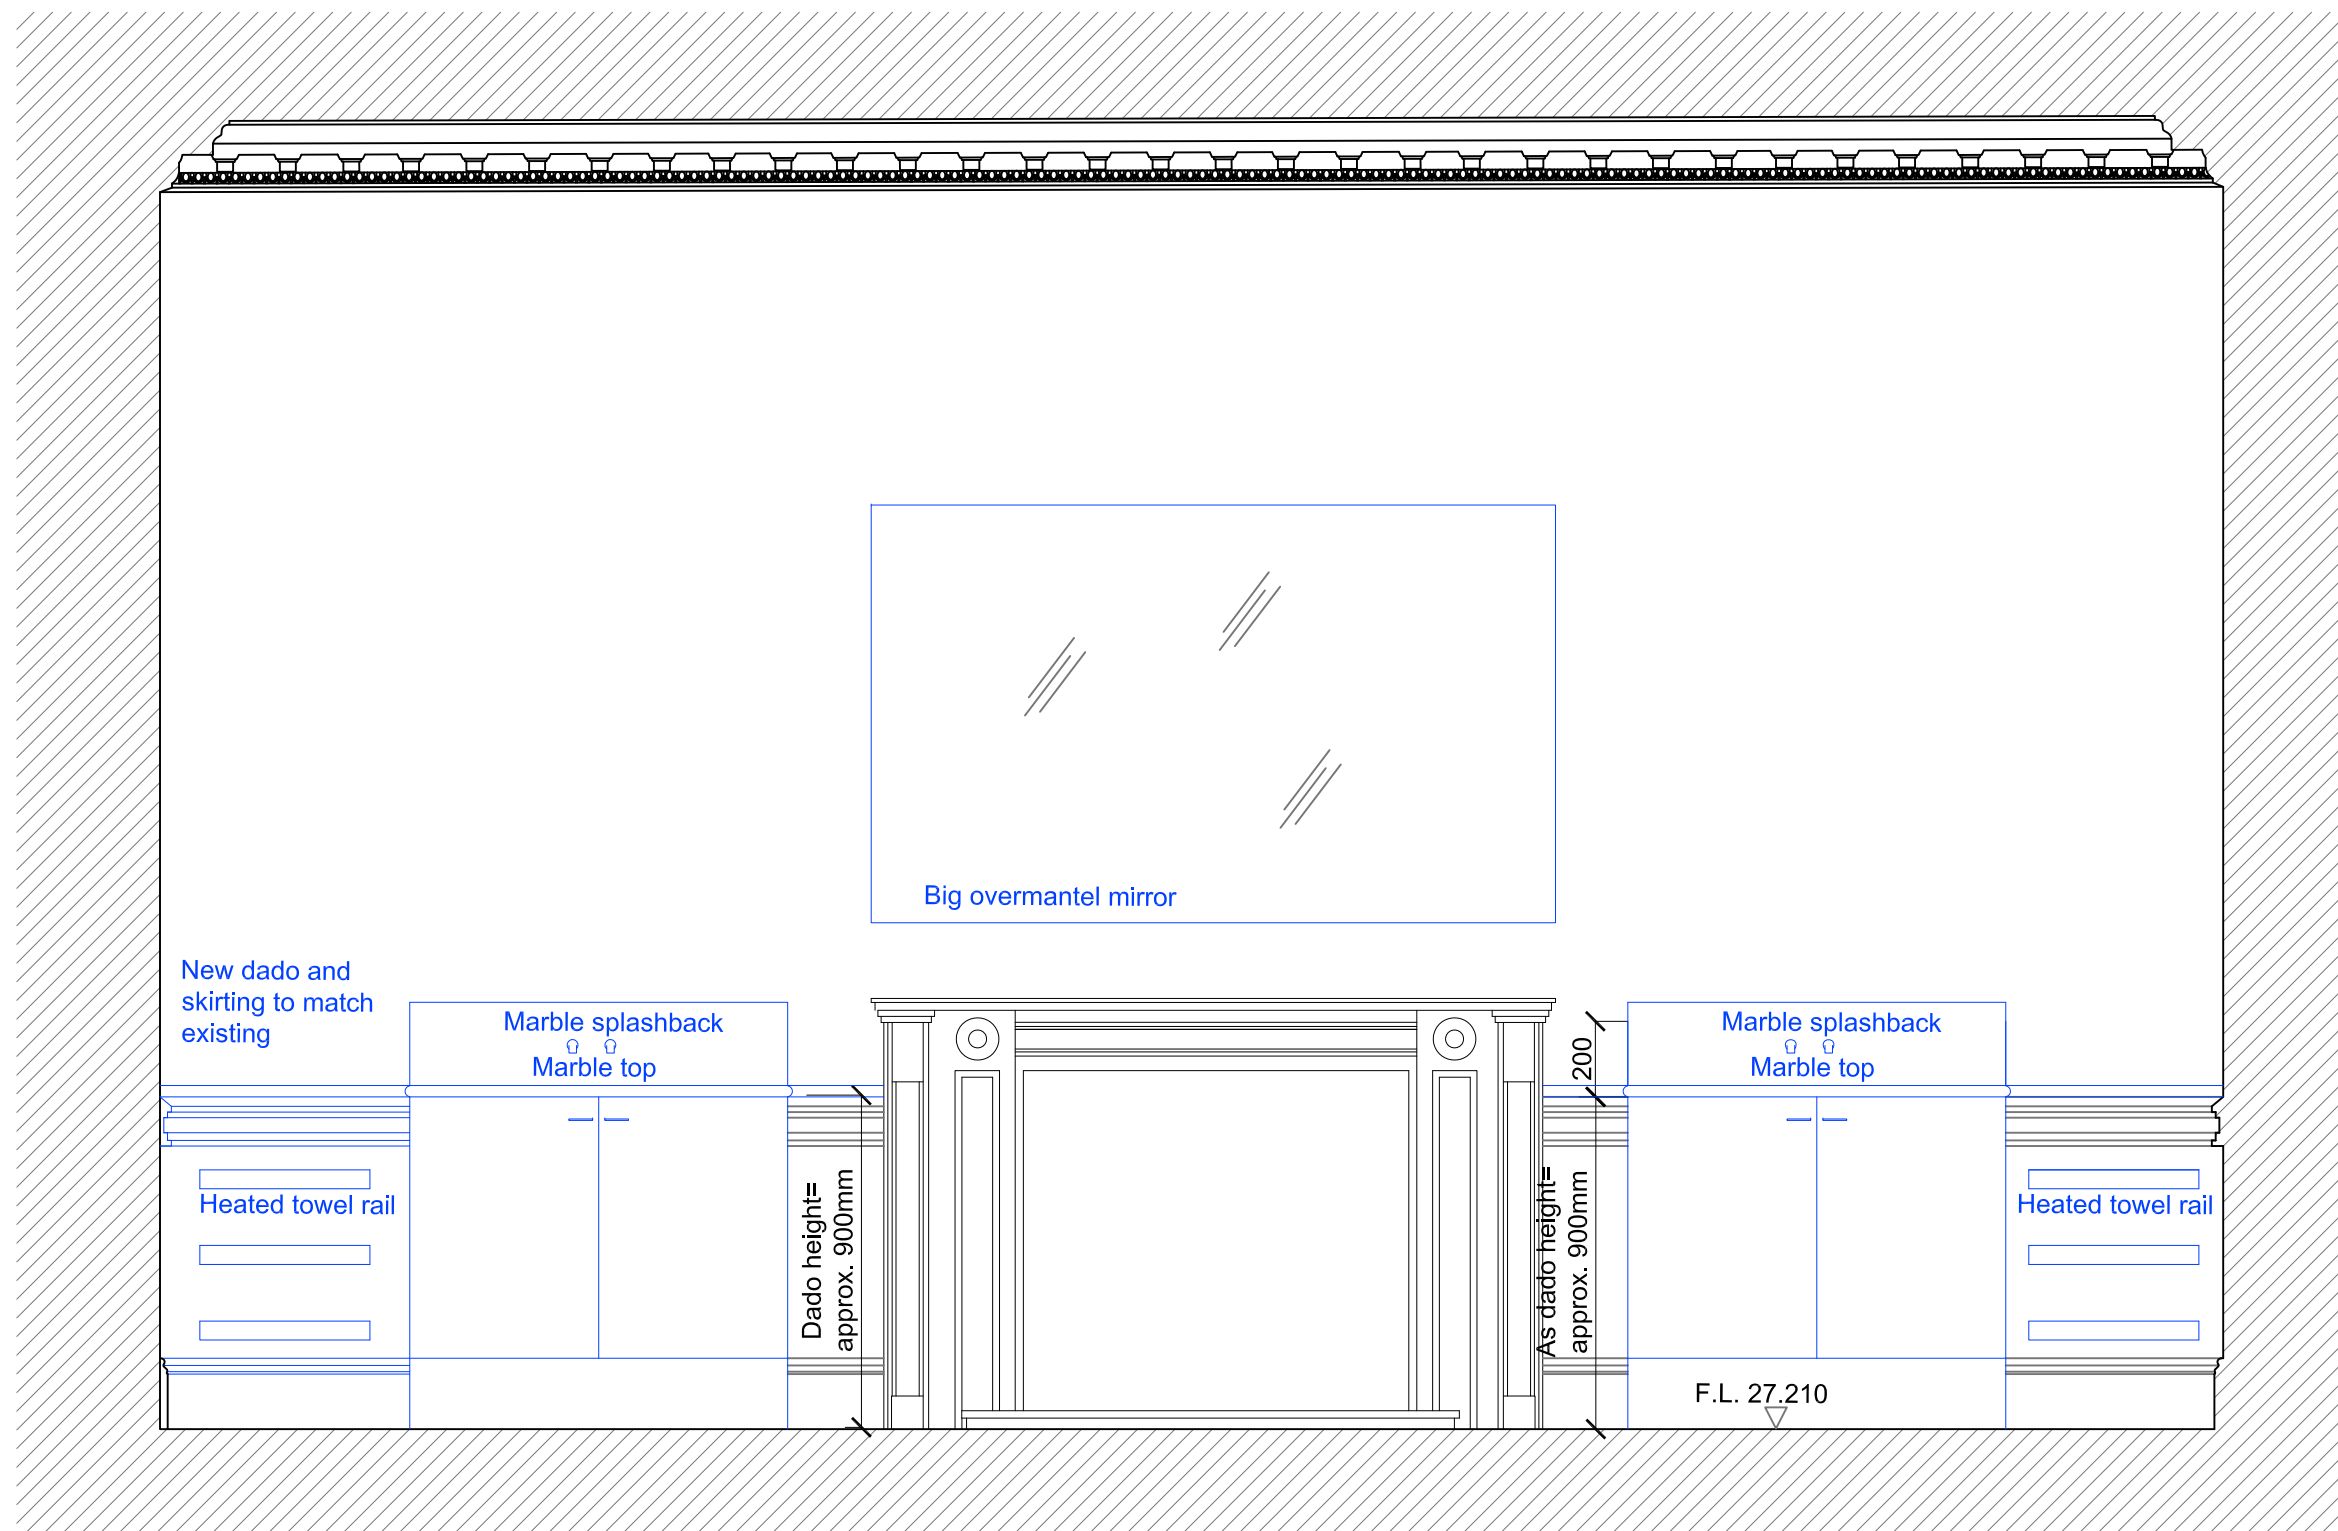 Big overmantel mirror
New dado and
skirting to match
existing
Marble splashback
Marble top
Marble splashback
Marble top
200
Heated towel rail
Dado height=
approx. 900mm
As dado height=
approx. 900mm
Heated towel rail
F.L. 27.210